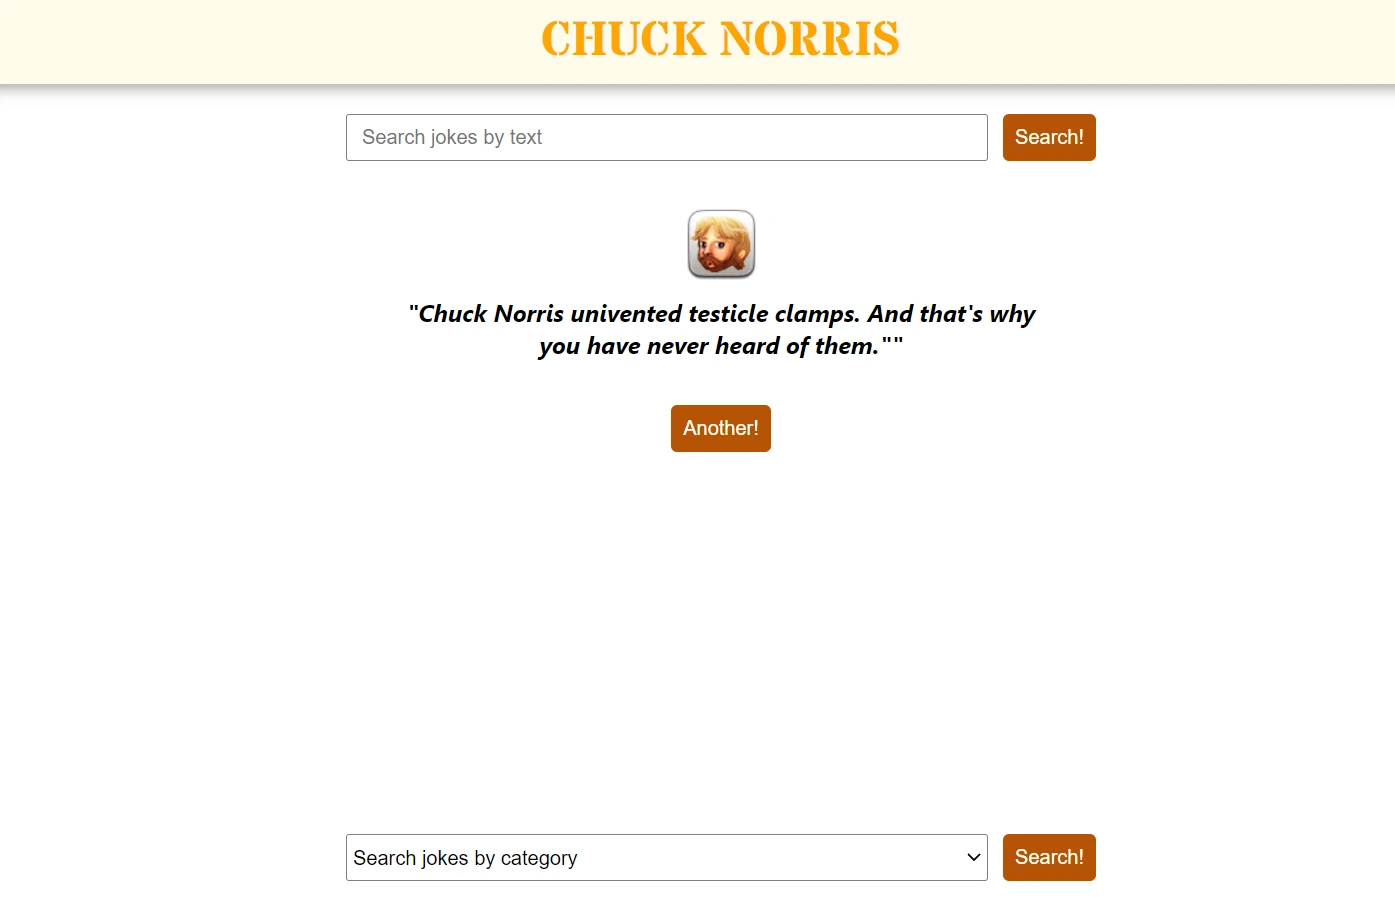 CHUCK NORRIS
Search jokes by text
Search!
"Chuck Norris univented testicle clamps. And that's why
you have never heard of them.""
Another!
Search jokes by category
Search!